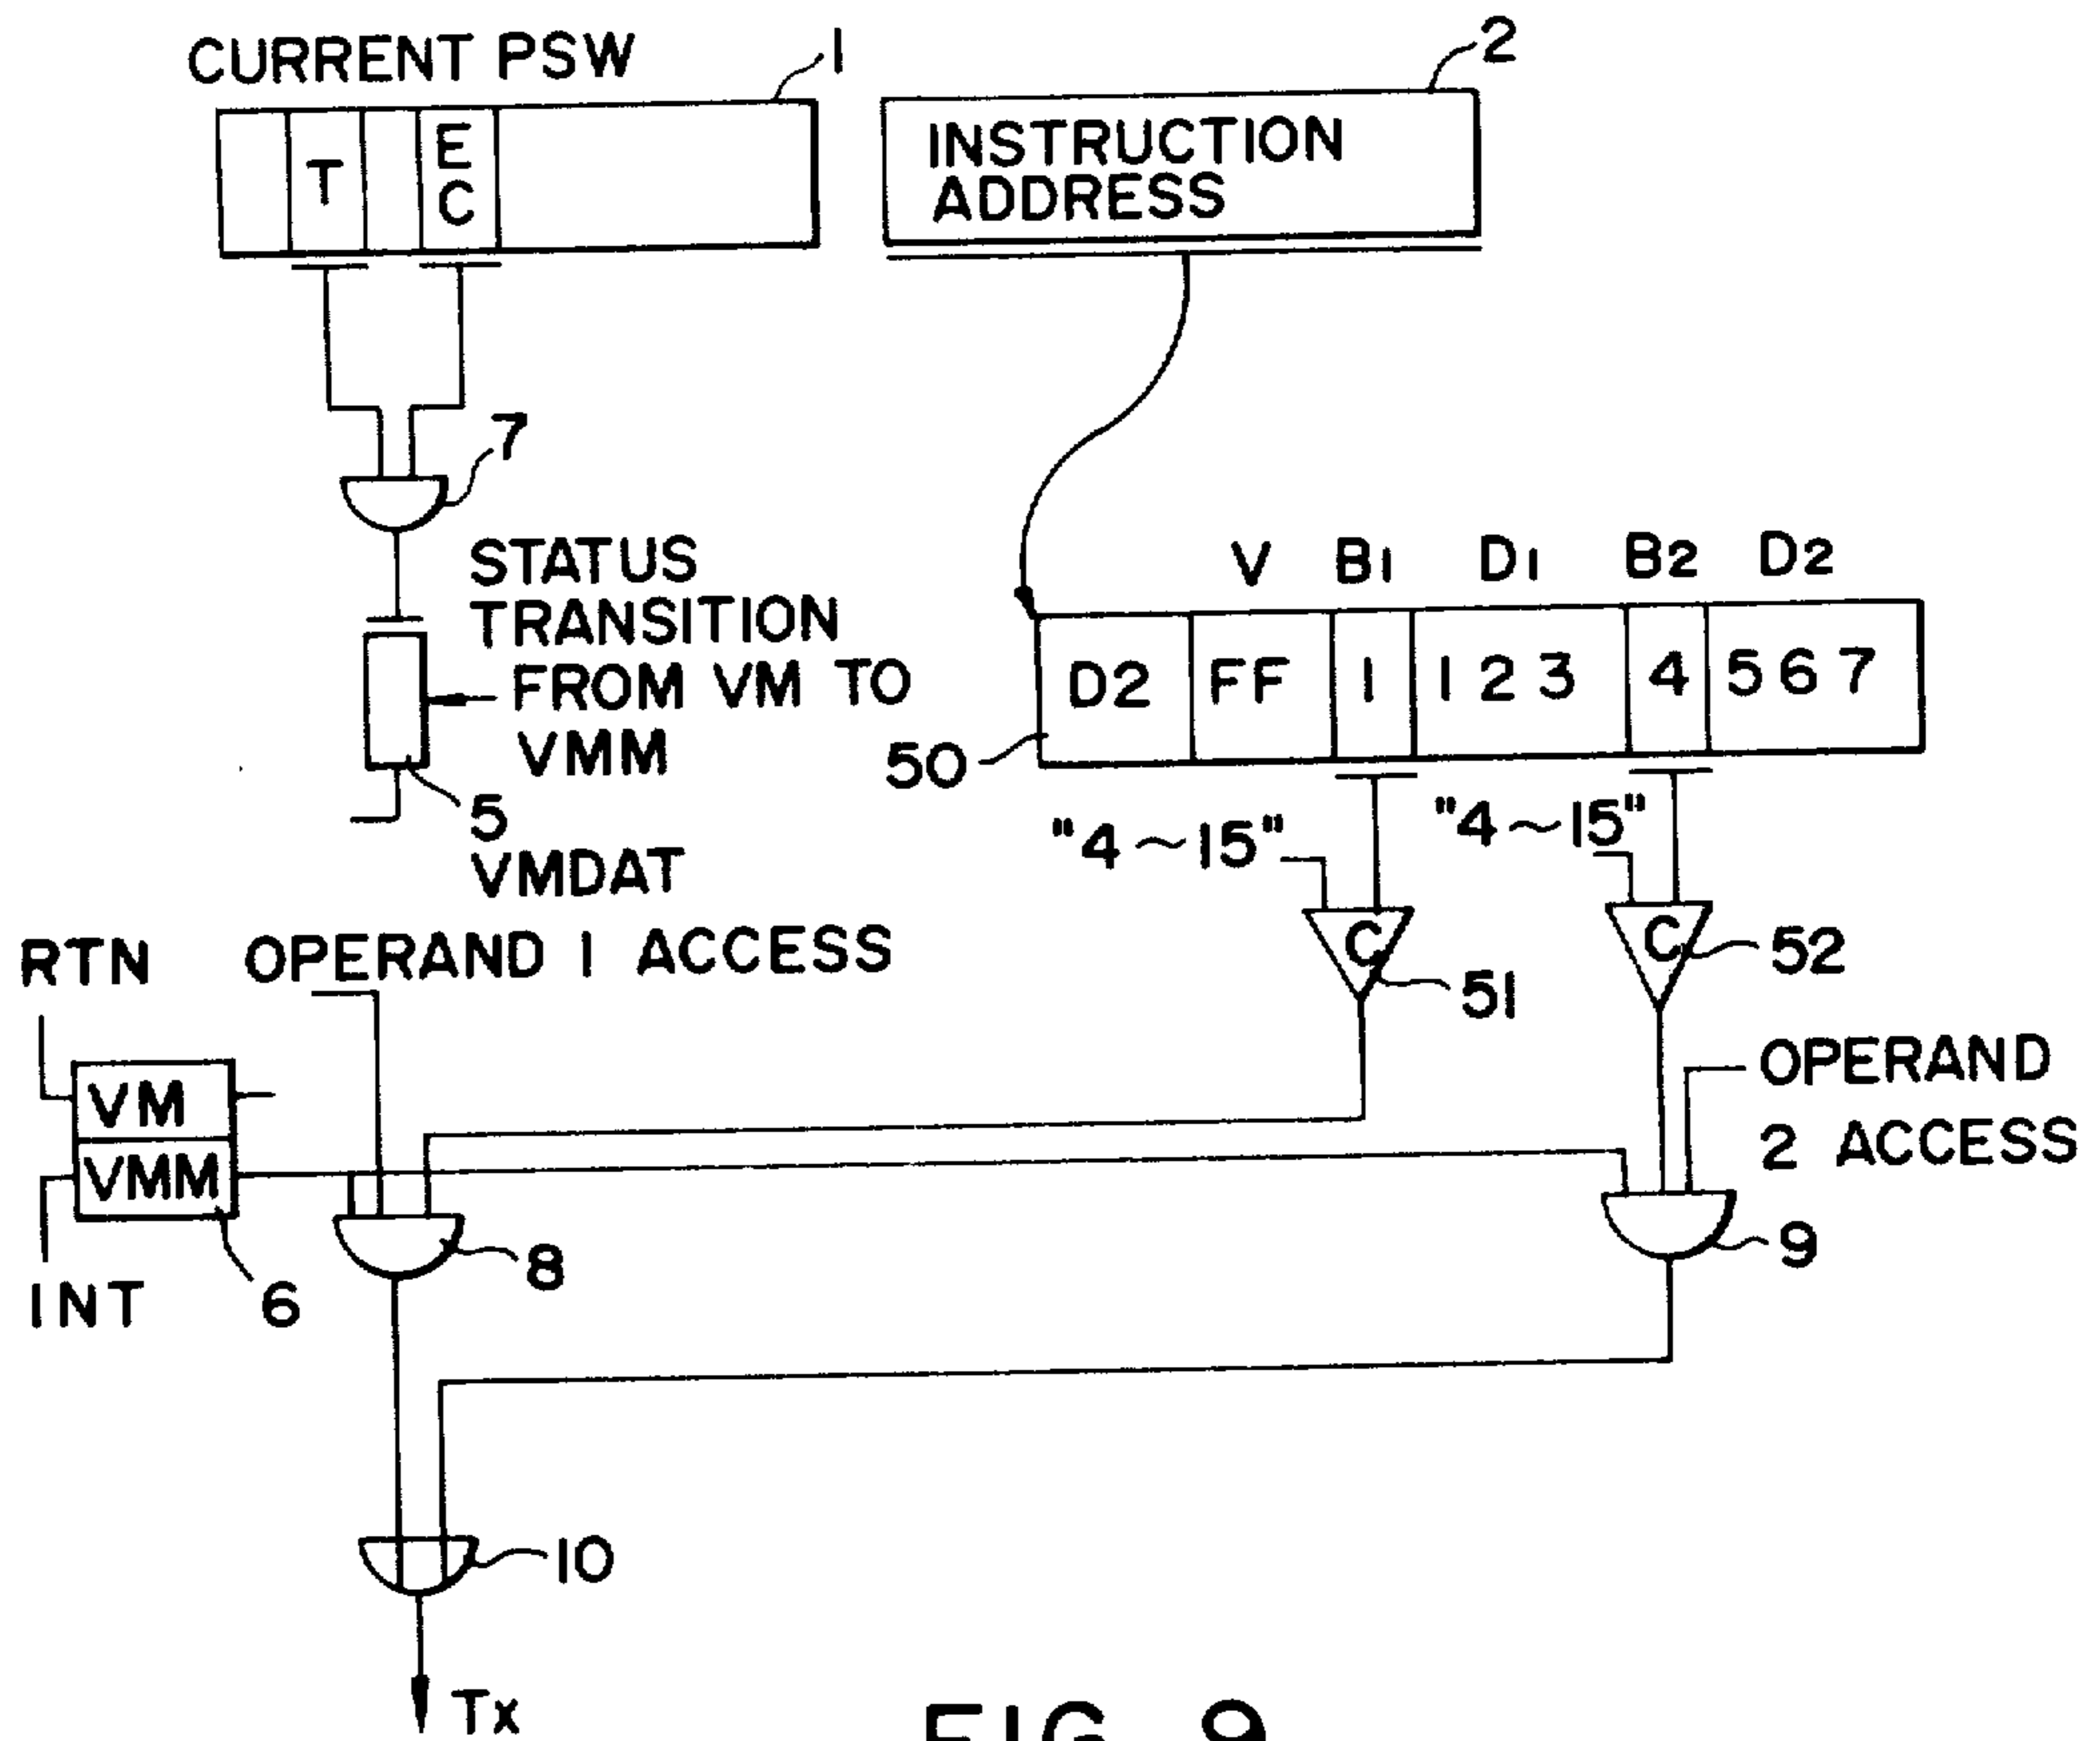 CURRENT PSW
1
2
T
E
C
INSTRUCTION
ADDRESS
7
STATUS
TRANSITION
FROM VM TO
VMM
V B1 D1 B2 D2
D2 FF 1 123 4 567
50
5
VMDAT
"4~15"
"4~15"
C
51
C
52
RTN
OPERAND 1 ACCESS
VM
VMM
INT
6
8
OPERAND
2 ACCESS
9
10
Tx
FIG. 9